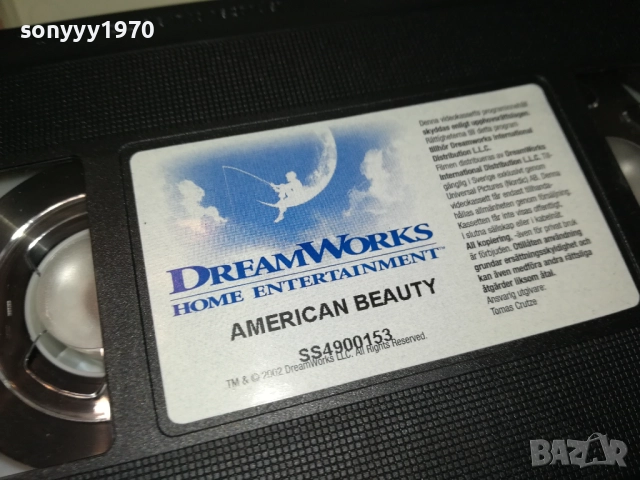 sonyyy1970
DREAMWORKS
HOME ENTERTAINMENT™
AMERICAN BEAUTY
SS4900153
TM & © 2002 DreamWorks LLC. All Rights Reserved.
Denna videokassetts programinnehåll
skyddas enligt upphovsrättslagen.
Rättigheterna till detta program
tillhör Dreamworks International
Distribution L.L.C.
Filmen distribueras av DreamWorks
International Distribution L.L.C. Till-
gänglig i Sverige exklusivt genom
Universal Pictures (Nordic) AB. Denna
videokassett får endast tillhanda-
hållas allmänheten genom försäljning.
Kassetten får inte visas offentligt,
i slutna sällskap eller i kabelnät.
All kopiering, -även för privat bruk
är förbjuden. Otillåten användning
grundar ersättningsskyldighet och
kan även medföra andra rättsliga
åtgärder liksom åtal.
Ansvarig utgivare:
Tomas Crutze
BAZAR